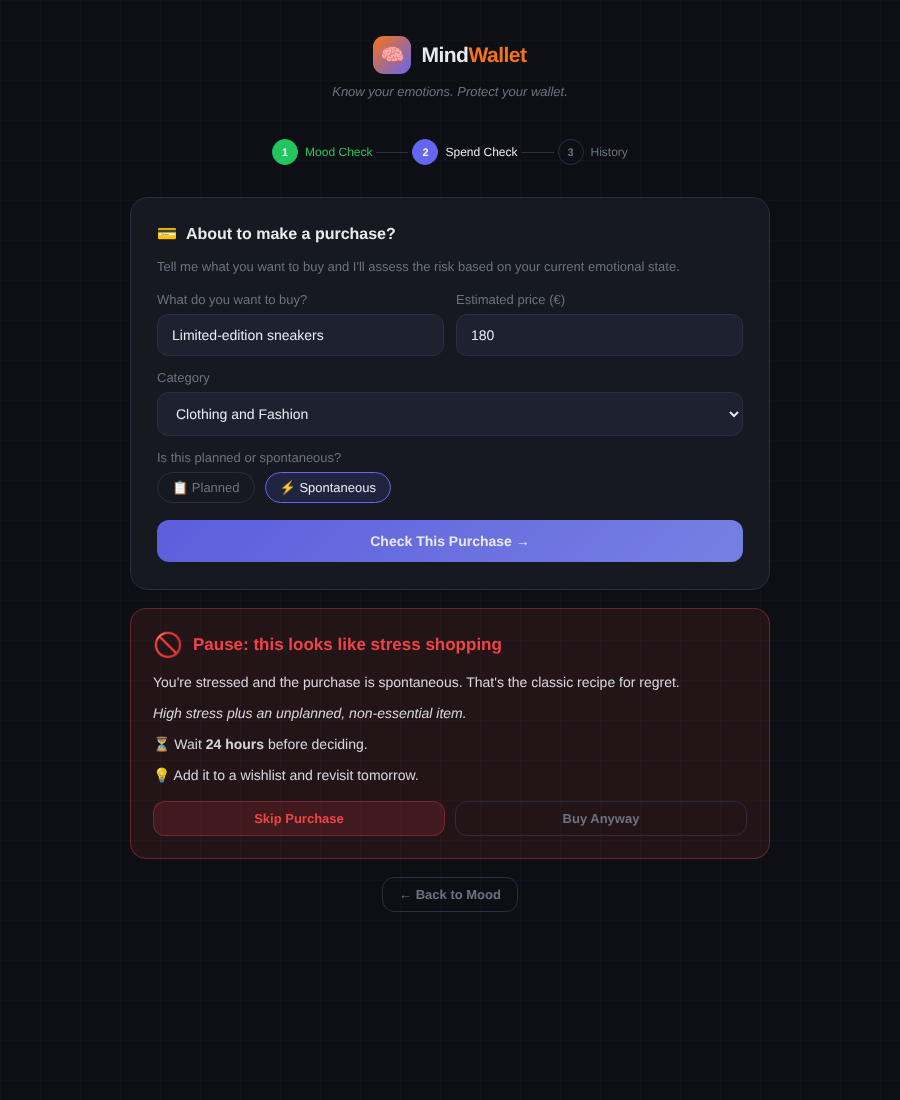 MindWallet
Know your emotions. Protect your wallet.
1 Mood Check 2 Spend Check 3 History
💳 About to make a purchase?
Tell me what you want to buy and I'll assess the risk based on your current emotional state.
What do you want to buy? Estimated price (€)
Limited-edition sneakers 180
Category
Clothing and Fashion
Is this planned or spontaneous?
📋 Planned ⚡ Spontaneous
Check This Purchase →
🚫 Pause: this looks like stress shopping
You're stressed and the purchase is spontaneous. That's the classic recipe for regret.
High stress plus an unplanned, non-essential item.
⏳ Wait 24 hours before deciding.
💡 Add it to a wishlist and revisit tomorrow.
Skip Purchase Buy Anyway
← Back to Mood